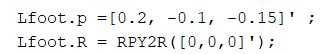 Lfoot.p =[0.2, -0.1, -0.15]' ;
Lfoot.R = RPY2R([0,0,0]');